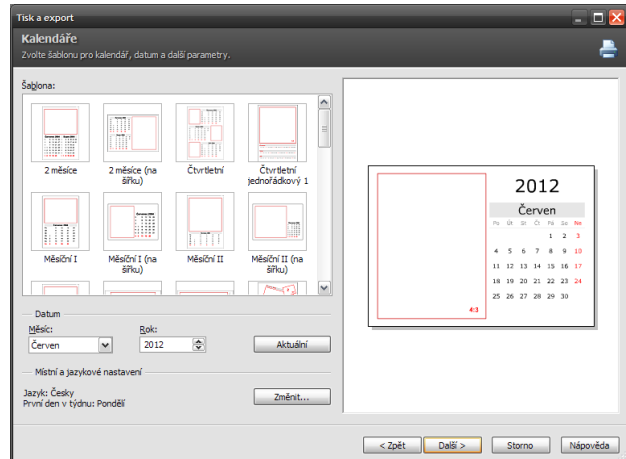 Tisk a export
Kalendáře
Zvolte šablonu pro kalendář, datum a další parametry.
Šablona:
2 měsíce
2 měsíce (na šířku)
Čtvrtletní
Čtvrtletní jednořádkový 1
Měsíční I
Měsíční I (na šířku)
Měsíční II
Měsíční II (na šířku)
Datum
Měsíc:
Rok:
Červen
2012
Aktuální
Místní a jazykové nastavení
Jazyk: Česky
První den v týdnu: Pondělí
Změnit...
2012
Červen
Po Út St Čt Pá So Ne
1 2 3
4 5 6 7 8 9 10
11 12 13 14 15 16 17
18 19 20 21 22 23 24
25 26 27 28 29 30
4:3
< Zpět
Další >
Storno
Nápověda